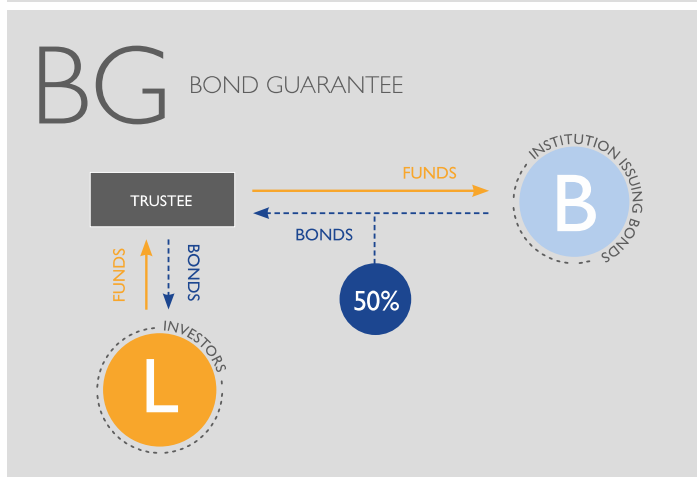 BG BOND GUARANTEE
FUNDS
INSTITUTION ISSUING BONDS
B
TRUSTEE
BONDS
FUNDS
BONDS
50%
INVESTORS
L